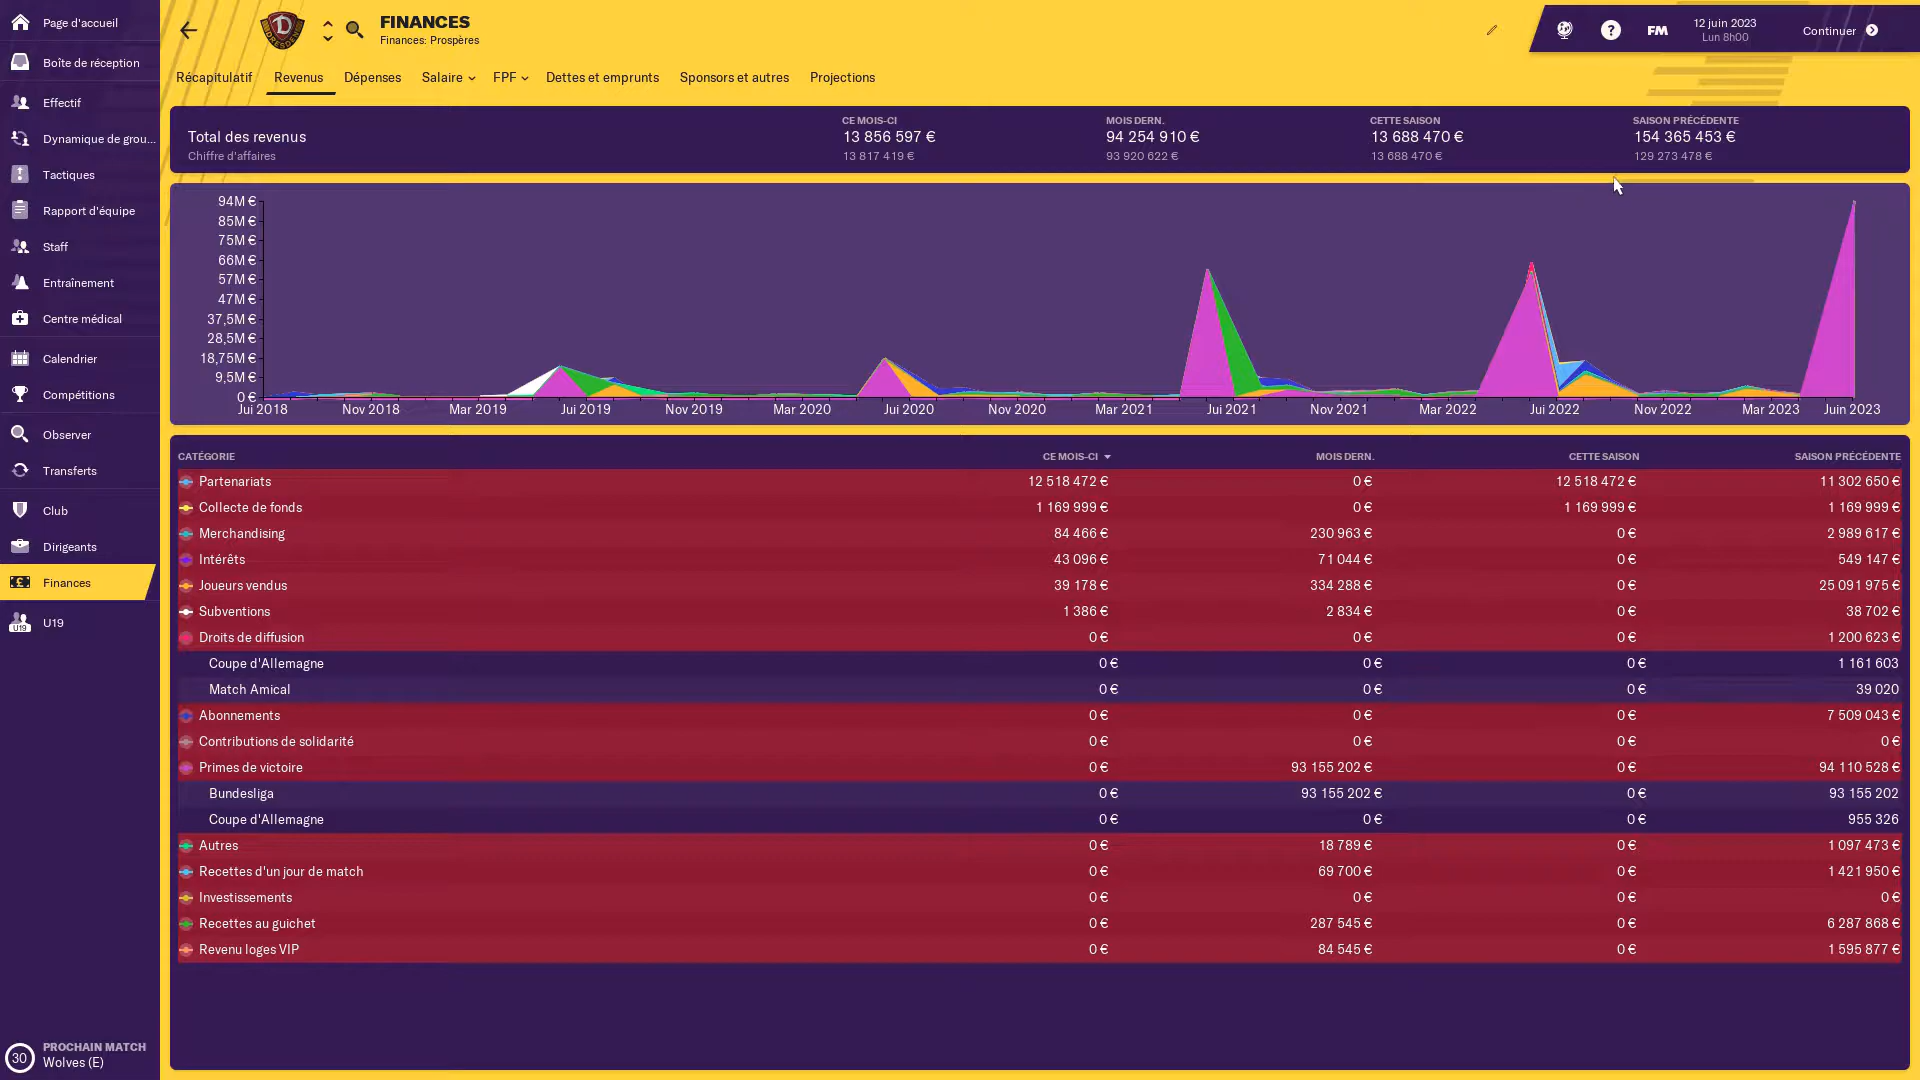 Page d'accueil
Boîte de réception
Effectif
Dynamique de grou...
Tactiques
Rapport d'équipe
Staff
Entraînement
Centre médical
Calendrier
Compétitions
Observer
Transferts
Club
Dirigeants
Finances
U19
U19
30
PROCHAIN MATCH
Wolves (E)
FINANCES
Finances: Prospères
?
FM
12 juin 2023
Lun 8h00
Continuer
Récapitulatif Revenus Dépenses Salaire FPF Dettes et emprunts Sponsors et autres Projections
CE MOIS-CI MOIS DERN. CETTE SAISON SAISON PRÉCÉDENTE
Total des revenus 13 856 597 € 94 254 910 € 13 688 470 € 154 365 453 €
Chiffre d'affaires 13 817 419 € 93 920 622 € 13 688 470 € 129 273 478 €
94M €
85M €
75M €
66M €
57M €
47M €
37,5M €
28,5M €
18,75M €
9,5M €
0 €
Jui 2018 Nov 2018 Mar 2019 Jui 2019 Nov 2019 Mar 2020 Jui 2020 Nov 2020 Mar 2021 Jui 2021 Nov 2021 Mar 2022 Jui 2022 Nov 2022 Mar 2023 Juin 2023
CATÉGORIE CE MOIS-CI MOIS DERN. CETTE SAISON SAISON PRÉCÉDENTE
Partenariats 12 518 472 € 0 € 12 518 472 € 11 302 650 €
Collecte de fonds 1 169 999 € 0 € 1 169 999 € 1 169 999 €
Merchandising 84 466 € 230 963 € 0 € 2 989 617 €
Intérêts 43 096 € 71 044 € 0 € 549 147 €
Joueurs vendus 39 178 € 334 288 € 0 € 25 091 975 €
Subventions 1 386 € 2 834 € 0 € 38 702 €
Droits de diffusion 0 € 0 € 0 € 1 200 623 €
Coupe d'Allemagne 0 € 0 € 0 € 1 161 603
Match Amical 0 € 0 € 0 € 39 020
Abonnements 0 € 0 € 0 € 7 509 043 €
Contributions de solidarité 0 € 0 € 0 € 0 €
Primes de victoire 0 € 93 155 202 € 0 € 94 110 528 €
Bundesliga 0 € 93 155 202 € 0 € 93 155 202
Coupe d'Allemagne 0 € 0 € 0 € 955 326
Autres 0 € 18 789 € 0 € 1 097 473 €
Recettes d'un jour de match 0 € 69 700 € 0 € 1 421 950 €
Investissements 0 € 0 € 0 € 0 €
Recettes au guichet 0 € 287 545 € 0 € 6 287 868 €
Revenu loges VIP 0 € 84 545 € 0 € 1 595 877 €